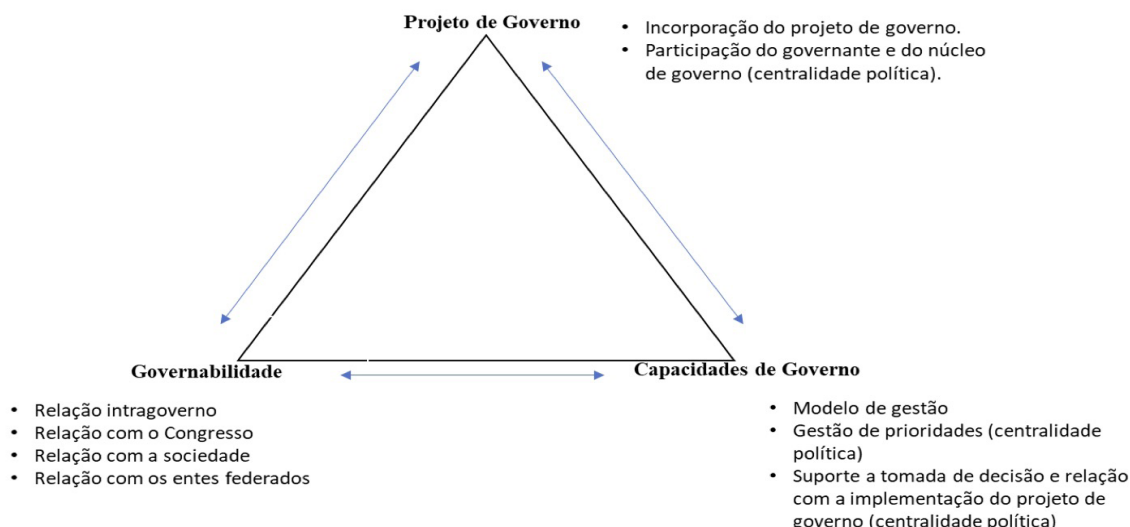 Projeto de Governo
• Incorporação do projeto de governo.
• Participação do governante e do núcleo
de governo (centralidade política).
Governabilidade
Capacidades de Governo
• Relação intragoverno
• Relação com o Congresso
• Relação com a sociedade
• Relação com os entes federados
• Modelo de gestão
• Gestão de prioridades (centralidade
política)
• Suporte a tomada de decisão e relação
com a implementação do projeto de
governo (centralidade política)